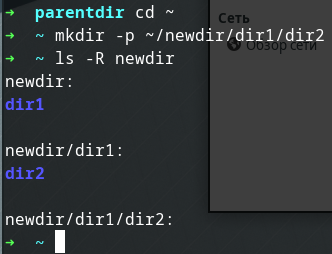 ➜ parentdir cd ~
➜ ~ mkdir -p ~/newdir/dir1/dir2
➜ ~ ls -R newdir
newdir:
dir1

newdir/dir1:
dir2

newdir/dir1/dir2:
➜ ~
Сеть
Обзор сети